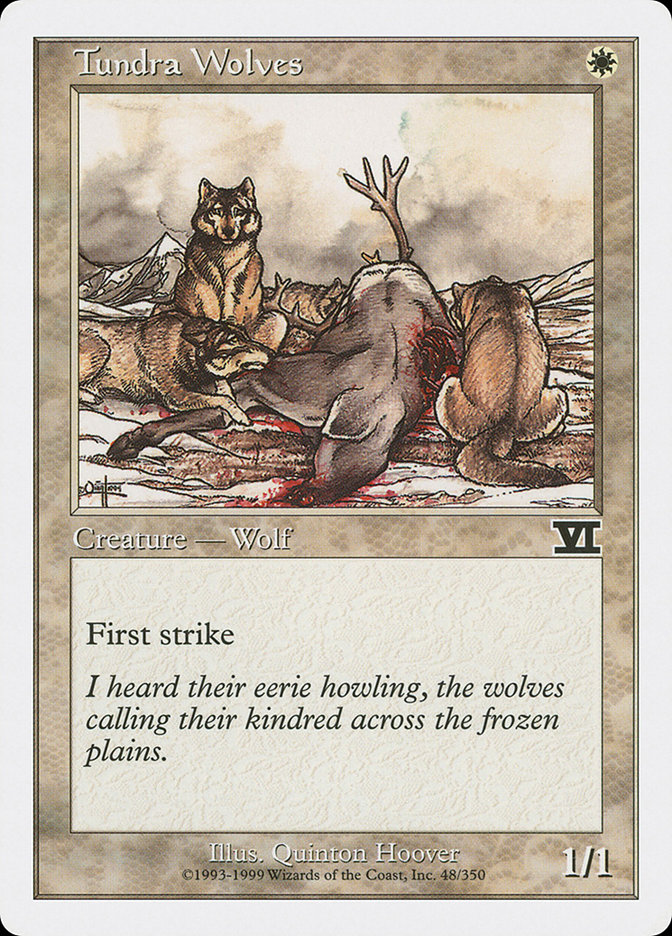 Tundra Wolves
Creature — Wolf
VI
First strike
I heard their eerie howling, the wolves
calling their kindred across the frozen
plains.
Illus. Quinton Hoover
1/1
©1993-1999 Wizards of the Coast, Inc. 48/350